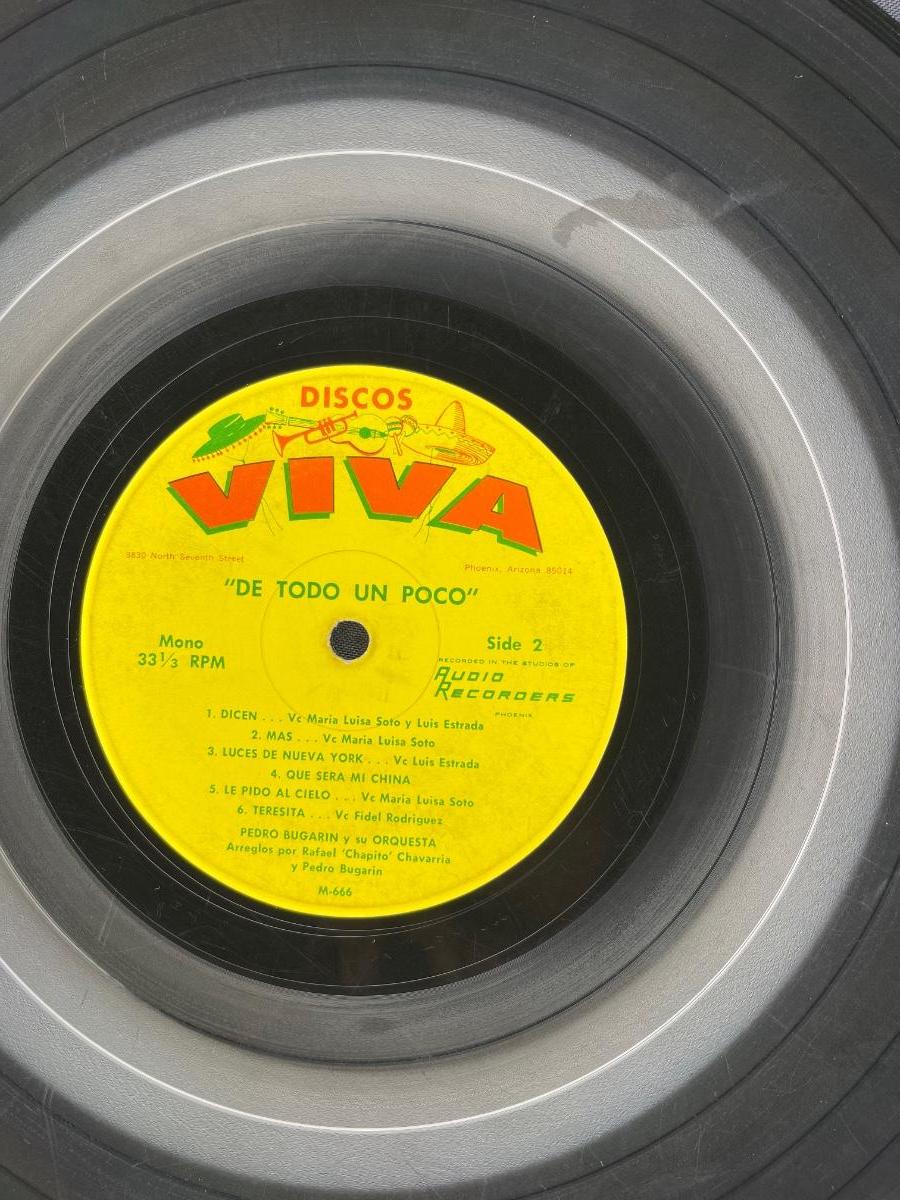 DISCOS
VIVA
3830 North Seventh Street
Phoenix, Arizona 85014
"DE TODO UN POCO"
Mono
33⅓ RPM
Side 2
RECORDED IN THE STUDIOS OF
AUDIO
RECORDERS
PHOENIX
1. DICEN . . . Vc Maria Luisa Soto y Luis Estrada
2. MAS . . . Vc Maria Luisa Soto
3. LUCES DE NUEVA YORK . . . Vc Luis Estrada
4. QUE SERA MI CHINA
5. LE PIDO AL CIELO . . . Vc Maria Luisa Soto
6. TERESITA . . . Vc Fidel Rodriguez
PEDRO BUGARIN y su ORQUESTA
Arreglos por Rafael 'Chapito' Chavarria
y Pedro Bugarin
M-666